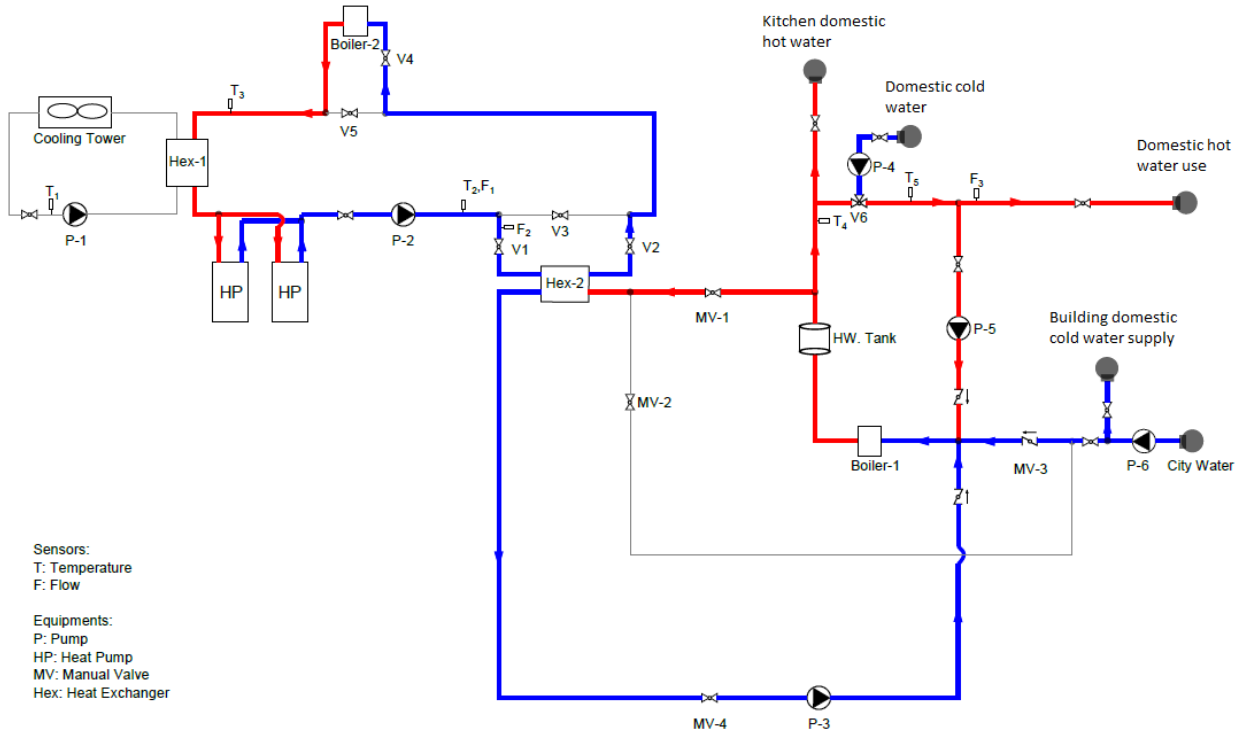 Kitchen domestic
hot water
Boiler-2
V4
Domestic cold
water
T3
V5
Cooling Tower
Hex-1
P-4
Domestic hot
water use
T1
P-1
T2,F1
P-2
F2
V3
V1
V2
T5
F3
V6
T4
HP
HP
Hex-2
MV-1
HW. Tank
P-5
Building domestic
cold water supply
MV-2
Boiler-1
MV-3
P-6
City Water
Sensors:
T: Temperature
F: Flow
Equipments:
P: Pump
HP: Heat Pump
MV: Manual Valve
Hex: Heat Exchanger
MV-4
P-3